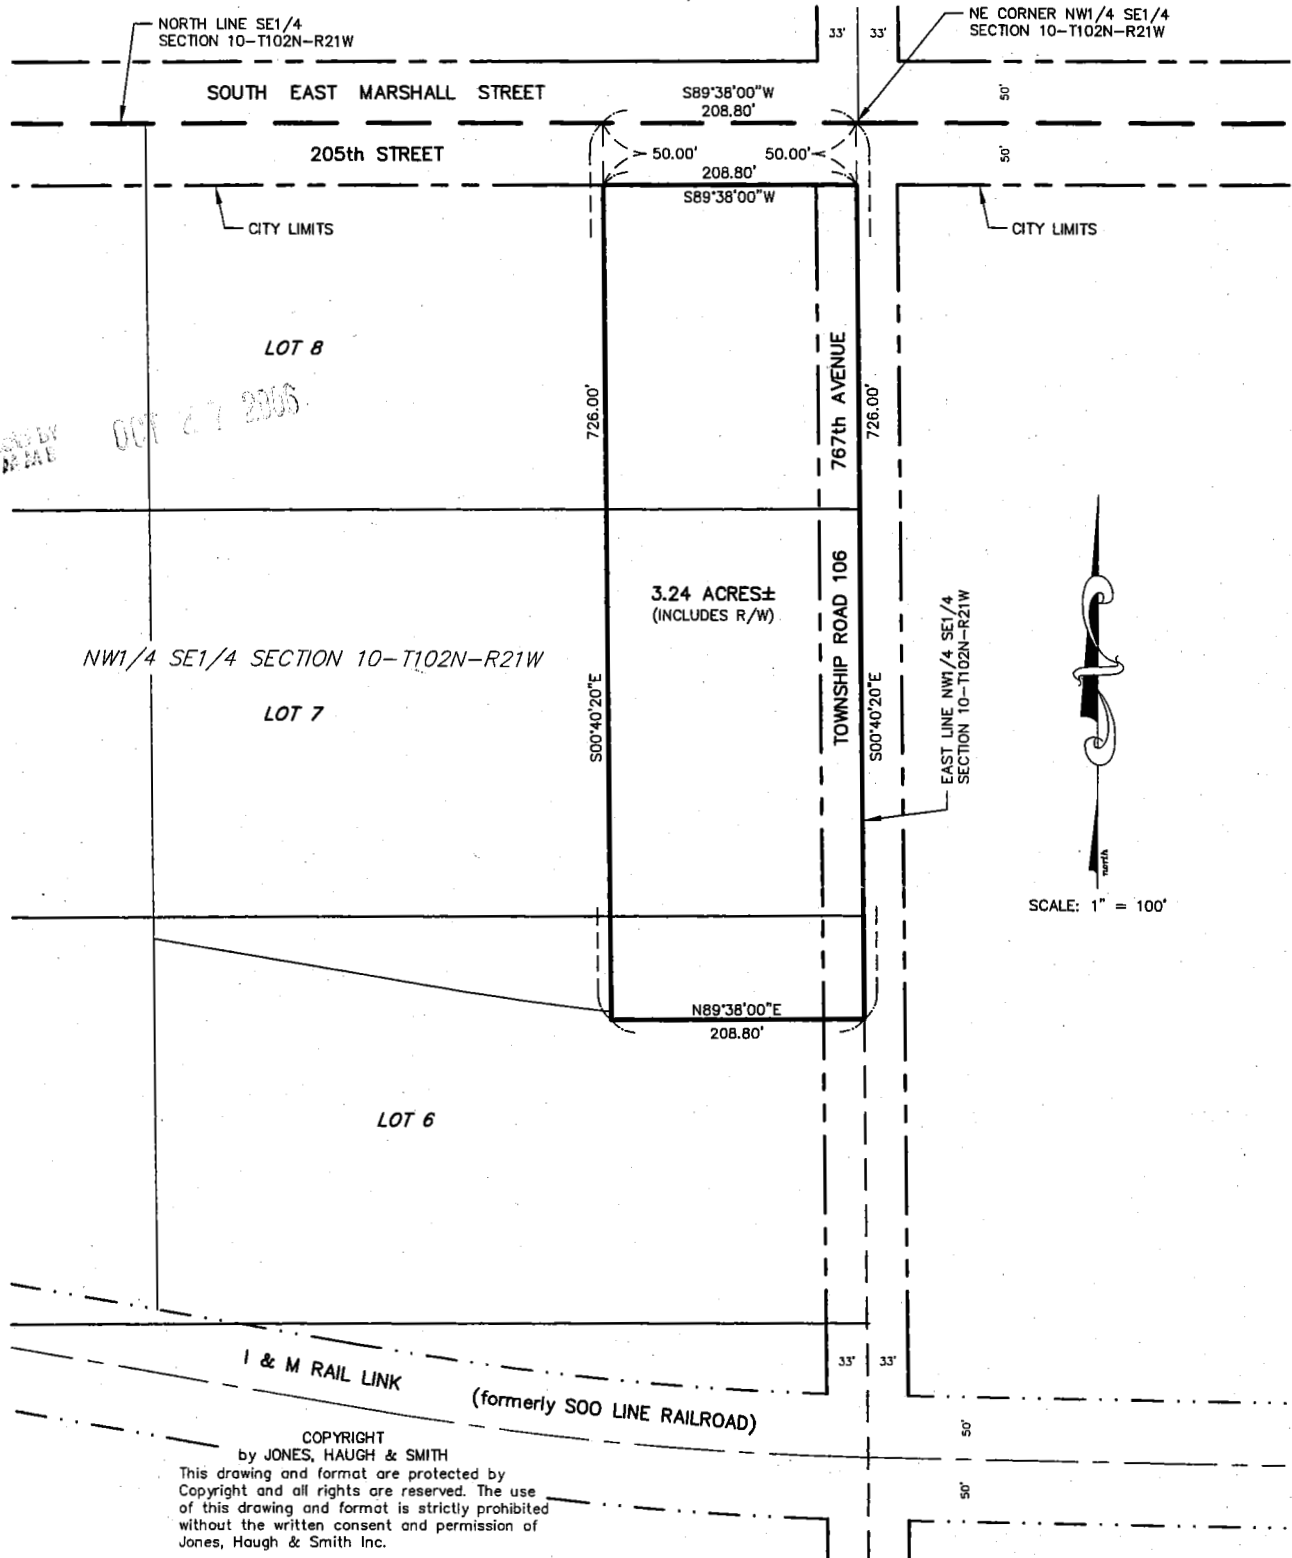 NORTH LINE SE1/4
SECTION 10-T102N-R21W
33' 33'
NE CORNER NW1/4 SE1/4
SECTION 10-T102N-R21W
SOUTH EAST MARSHALL STREET
S89°38'00"W
208.80'
50'
205th STREET
50.00' 50.00'
50'
208.80'
S89°38'00"W
CITY LIMITS
CITY LIMITS
LOT 8
OCT 27 2006
726.00'
767th AVENUE
726.00'
3.24 ACRES±
(INCLUDES R/W)
TOWNSHIP ROAD 106
NW1/4 SE1/4 SECTION 10-T102N-R21W
LOT 7
S00°40'20"E
S00°40'20"E
EAST LINE NW1/4 SE1/4
SECTION 10-T102N-R21W
north
SCALE: 1" = 100'
N89°38'00"E
208.80'
LOT 6
33' 33'
I & M RAIL LINK (formerly SOO LINE RAILROAD)
50'
50'
COPYRIGHT
by JONES, HAUGH & SMITH
This drawing and format are protected by
Copyright and all rights are reserved. The use
of this drawing and format is strictly prohibited
without the written consent and permission of
Jones, Haugh & Smith Inc.